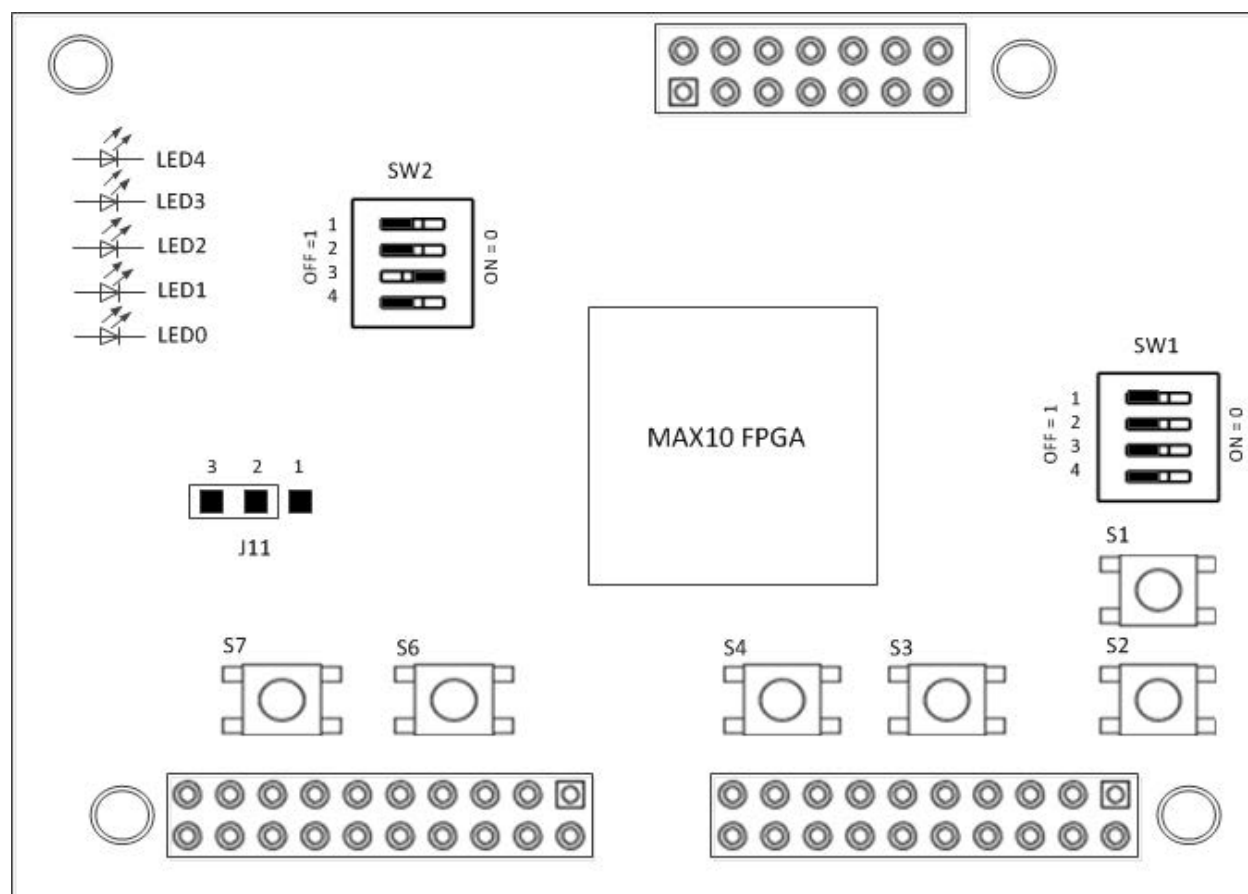 LED4
LED3
LED2
LED1
LED0
SW2
OFF =1
1
2
3
4
ON = 0
MAX10 FPGA
SW1
OFF = 1
1
2
3
4
ON = 0
3 2 1
J11
S1
S7
S6
S4
S3
S2